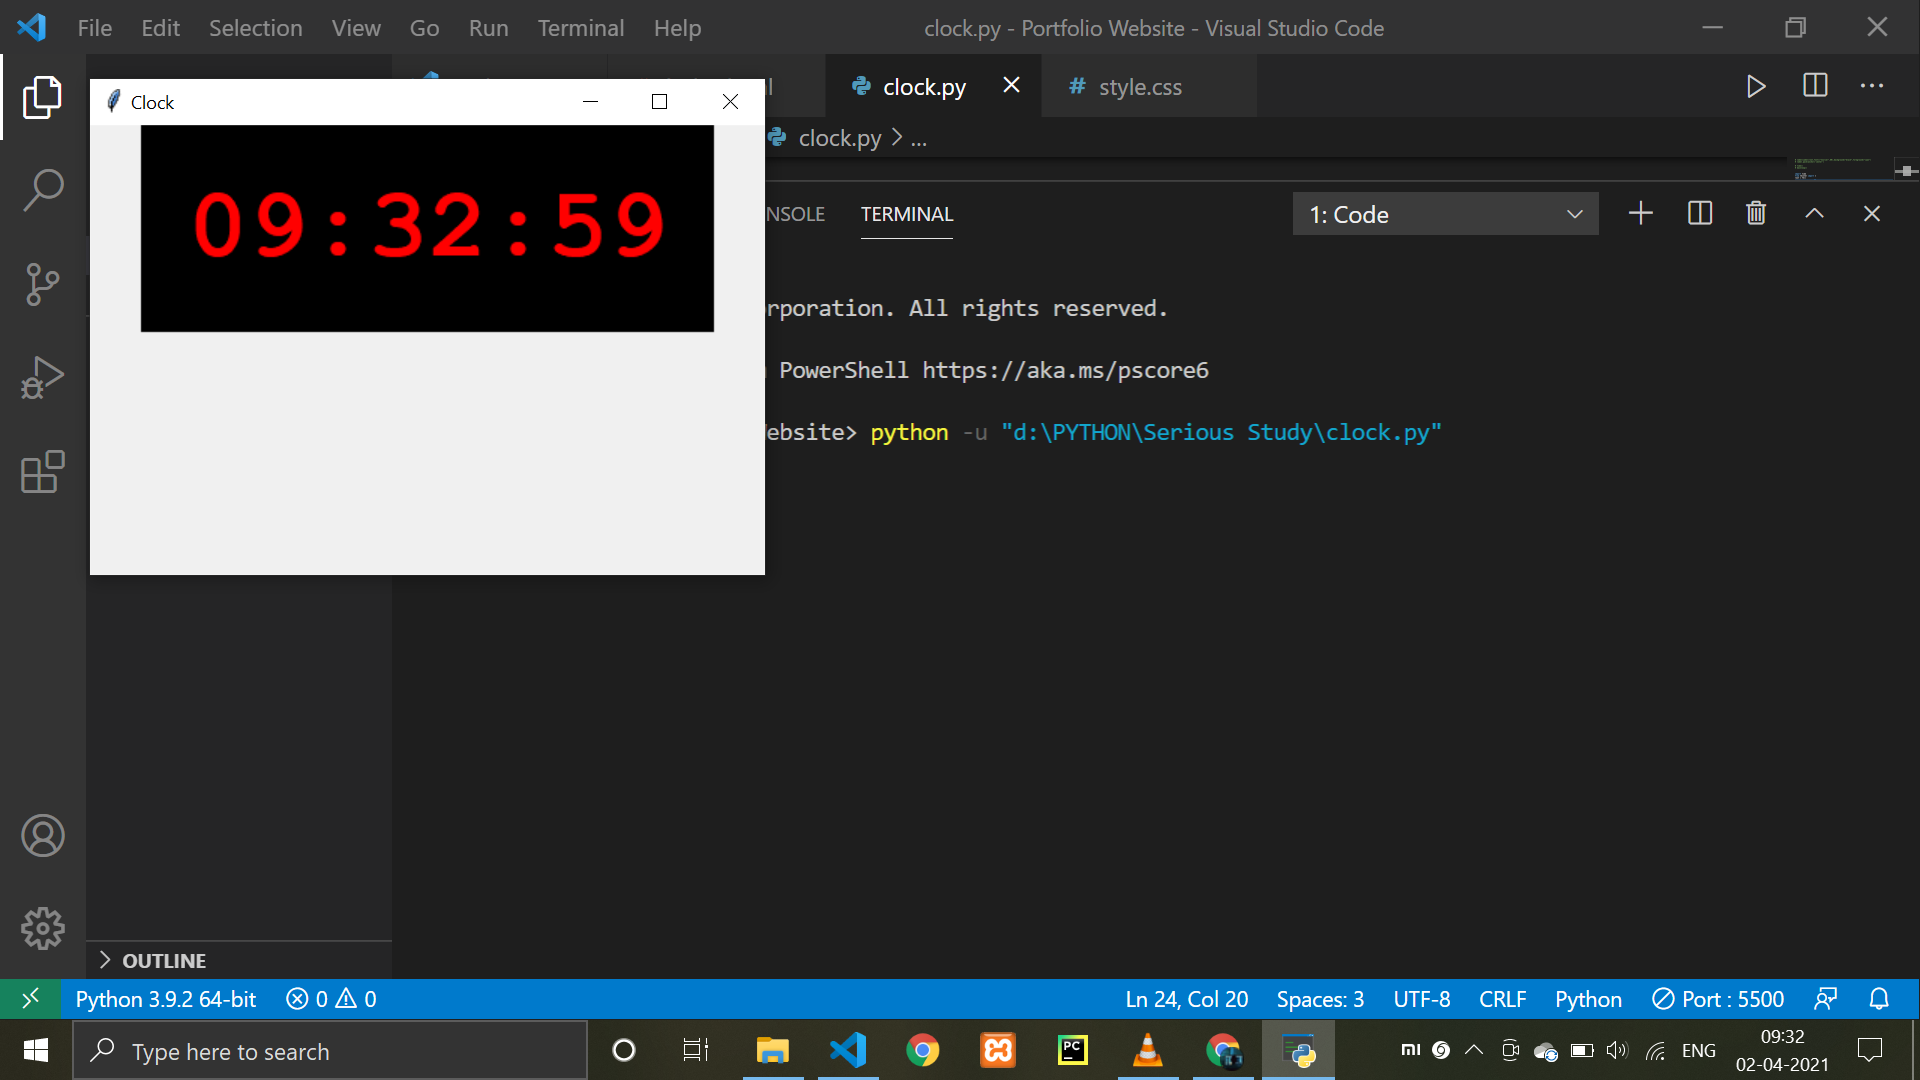 File Edit Selection View Go Run Terminal Help
clock.py - Portfolio Website - Visual Studio Code
Clock
clock.py
# style.css
clock.py > ...
09:32:59
NSOLE TERMINAL
1: Code
rporation. All rights reserved.
PowerShell https://aka.ms/pscore6
ebsite> python -u "d:\PYTHON\Serious Study\clock.py"
OUTLINE
Python 3.9.2 64-bit 0 0
Ln 24, Col 20 Spaces: 3 UTF-8 CRLF Python Port : 5500
Type here to search
PC
mi
ENG
09:32
02-04-2021